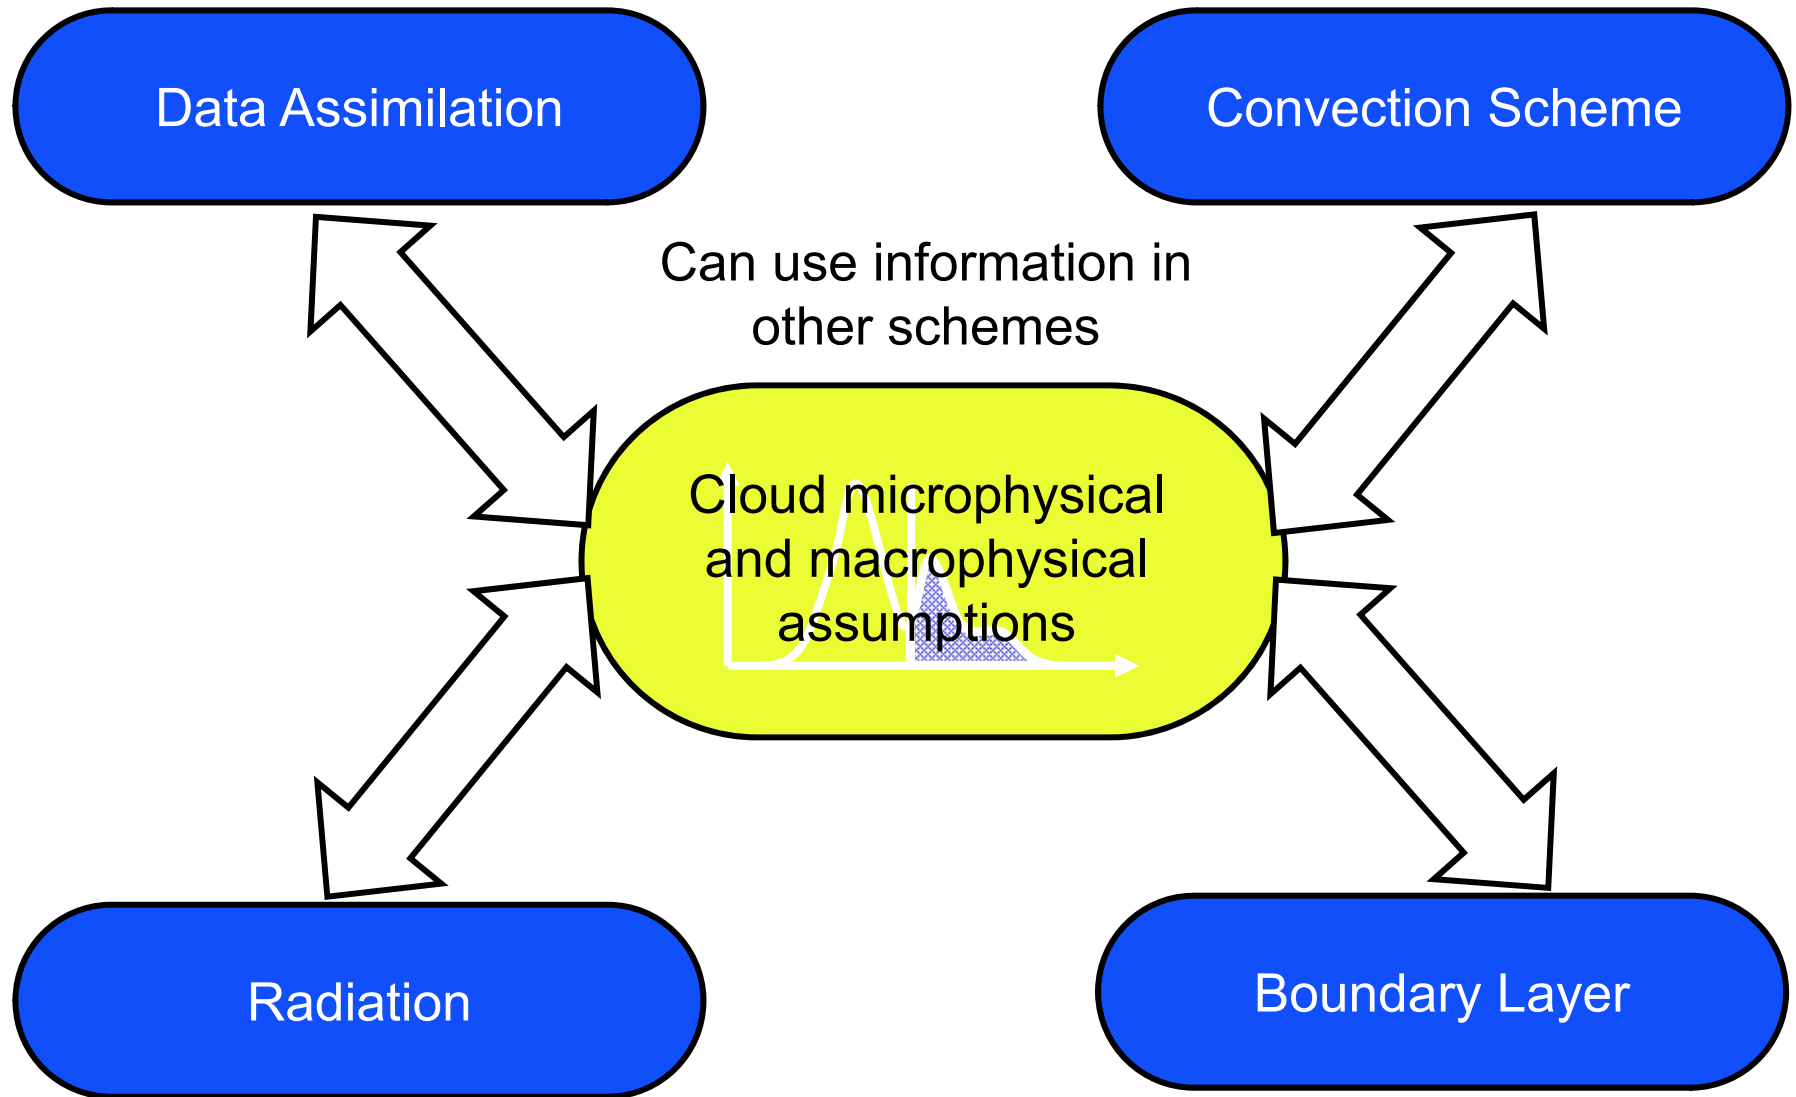 Data Assimilation
Convection Scheme
Can use information in
other schemes
Cloud microphysical
and macrophysical
assumptions
Radiation
Boundary Layer